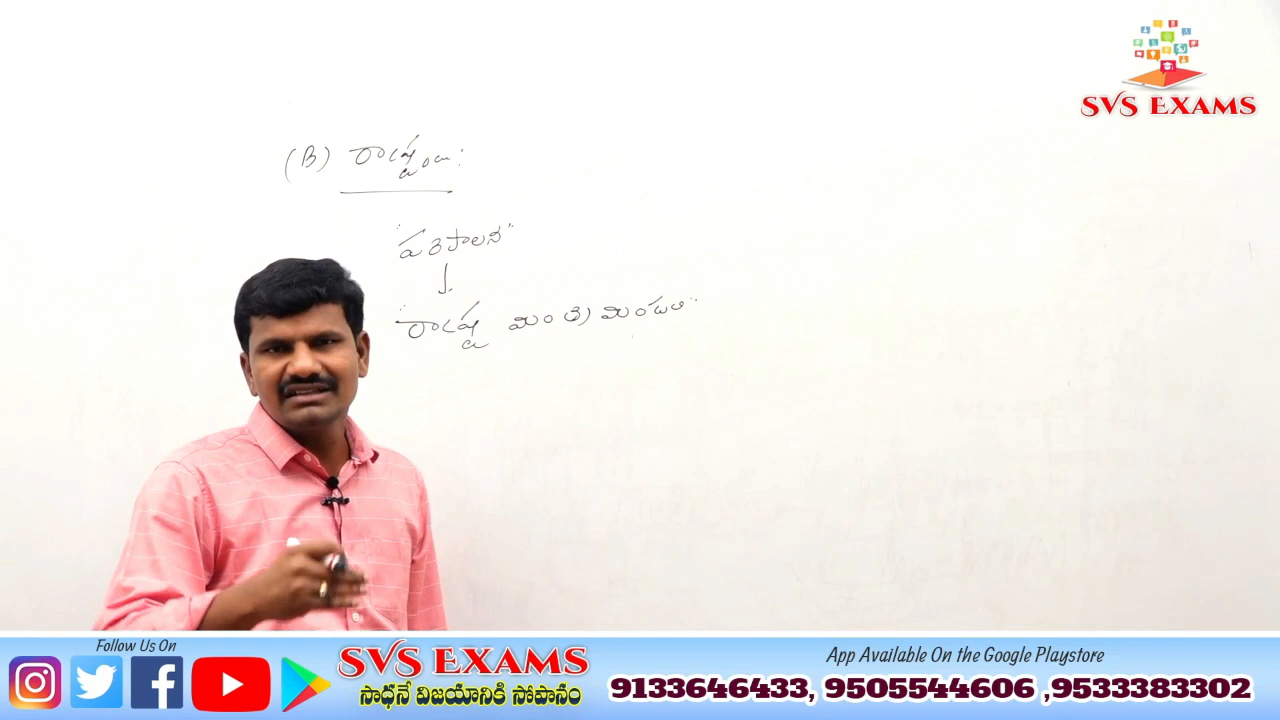 SVS EXAMS
(B) రాష్ట్రం :
"పరిపాలన"
"రాష్ట్ర మంత్రిమండలి"
Follow Us On
SVS EXAMS
సాధనే విజయానికి సోపానం
App Available On the Google Playstore
9133646433, 9505544606 ,9533383302